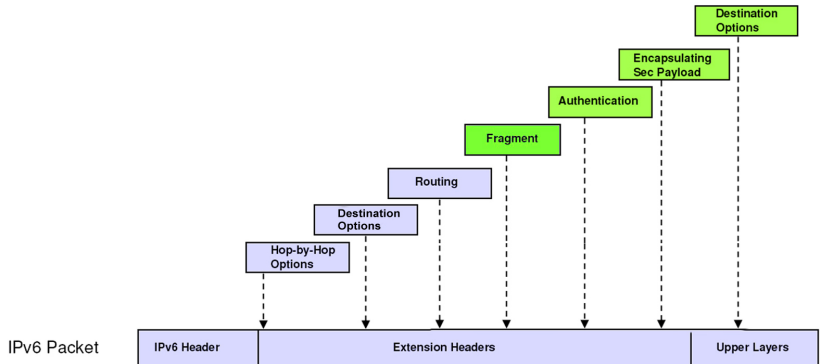 Destination
Options
Encapsulating
Sec Payload
Authentication
Fragment
Routing
Destination
Options
Hop-by-Hop
Options
IPv6 Packet
IPv6 Header
Extension Headers
Upper Layers